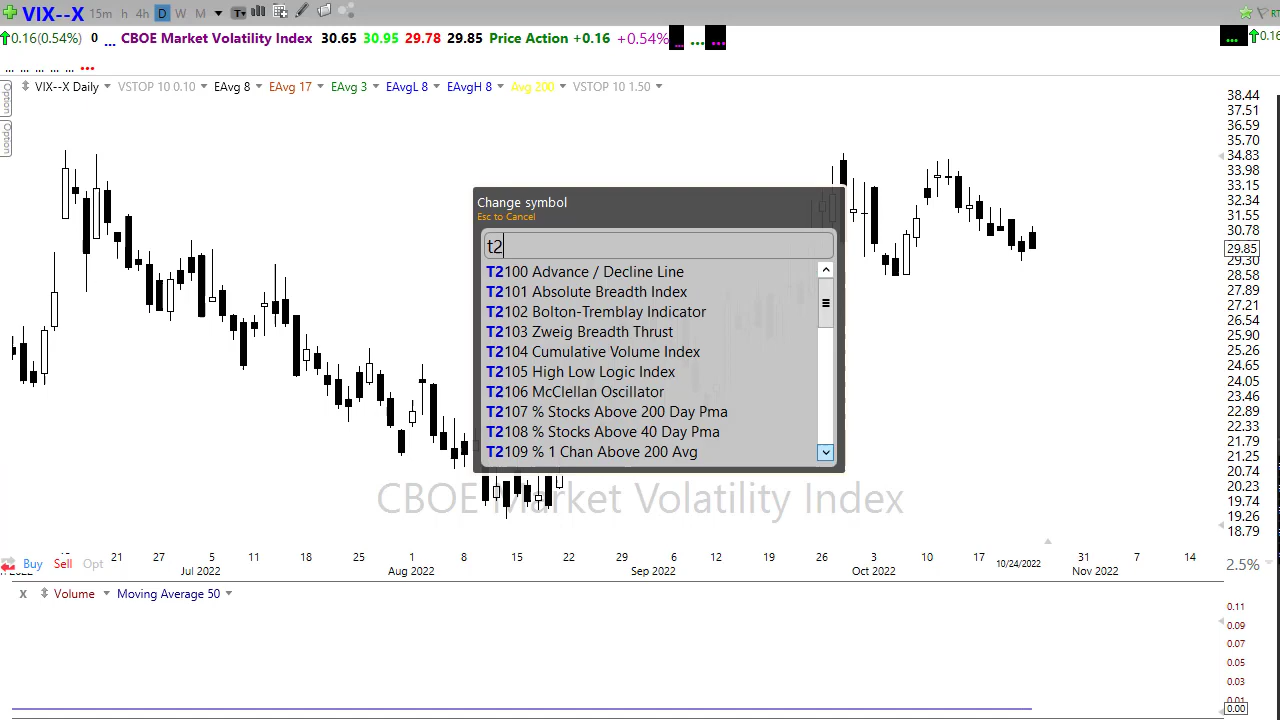 VIX--X 15m h 4h D W M
0.16(0.54%) 0 ... CBOE Market Volatility Index 30.65 30.95 29.78 29.85 Price Action +0.16 +0.54% ... ... ... ... 0.16
... ... ... ... ... ...
VIX--X Daily VSTOP 10 0.10 EAvg 8 EAvg 17 EAvg 3 EAvgL 8 EAvgH 8 Avg 200 VSTOP 10 1.50
Option
Option
38.44
37.51
36.59
35.70
34.83
33.98
33.15
32.34
31.55
30.78
29.85
29.30
28.58
27.89
27.21
26.54
25.90
25.26
24.65
24.05
23.46
22.89
22.33
21.79
21.25
20.74
20.23
19.74
19.26
18.79
Change symbol
Esc to Cancel
t2
T2100 Advance / Decline Line
T2101 Absolute Breadth Index
T2102 Bolton-Tremblay Indicator
T2103 Zweig Breadth Thrust
T2104 Cumulative Volume Index
T2105 High Low Logic Index
T2106 McClellan Oscillator
T2107 % Stocks Above 200 Day Pma
T2108 % Stocks Above 40 Day Pma
T2109 % 1 Chan Above 200 Avg
CBOE Market Volatility Index
21 27 5 11 18 25 1 8 15 22 29 6 12 19 26 3 10 17 10/24/2022 31 7 14
Buy Sell Opt 2.5%
Jul 2022 Aug 2022 Sep 2022 Oct 2022 Nov 2022
X Volume Moving Average 50
0.11
0.09
0.07
0.05
0.03
0.01
0.00